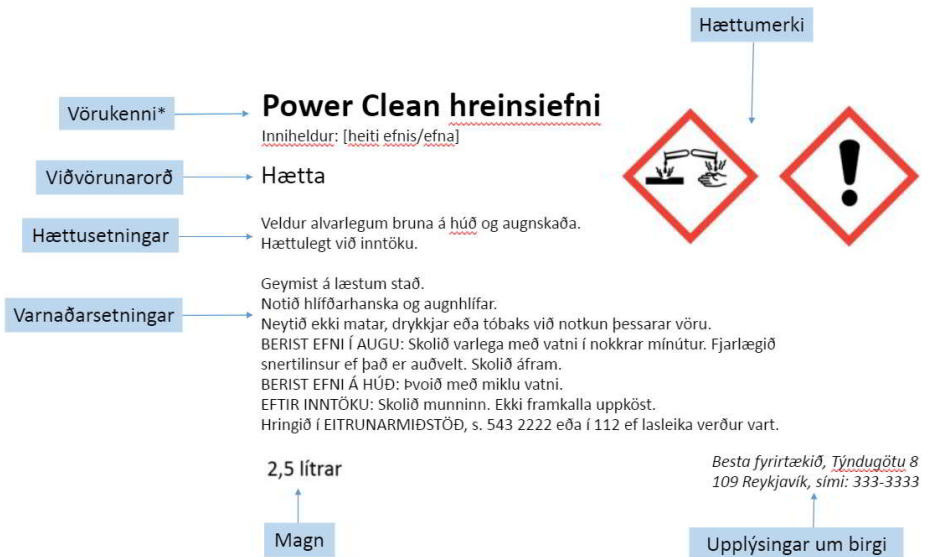 Hættumerki
Vörukenni*
Power Clean hreinsiefni
Inniheldur: [heiti efnis/efna]
Viðvörunarorð
Hætta
Hættusetningar
Veldur alvarlegum bruna á húð og augnskaða.
Hættulegt við inntöku.
Varnaðarsetningar
Geymist á læstum stað.
Notið hlífðarhanska og augnhlífar.
Neytið ekki matar, drykkjar eða tóbaks við notkun þessarar vöru.
BERIST EFNI Í AUGU: Skolið varlega með vatni í nokkrar mínútur. Fjarlægið
snertilinsur ef það er auðvelt. Skolið áfram.
BERIST EFNI Á HÚÐ: Þvoið með miklu vatni.
EFTIR INNTÖKU: Skolið munninn. Ekki framkalla uppköst.
Hringið í EITRUNARMIÐSTÖÐ, s. 543 2222 eða í 112 ef lasleika verður vart.
2,5 lítrar
Magn
Besta fyrirtækið, Týndugötu 8
109 Reykjavík, sími: 333-3333
Upplýsingar um birgi